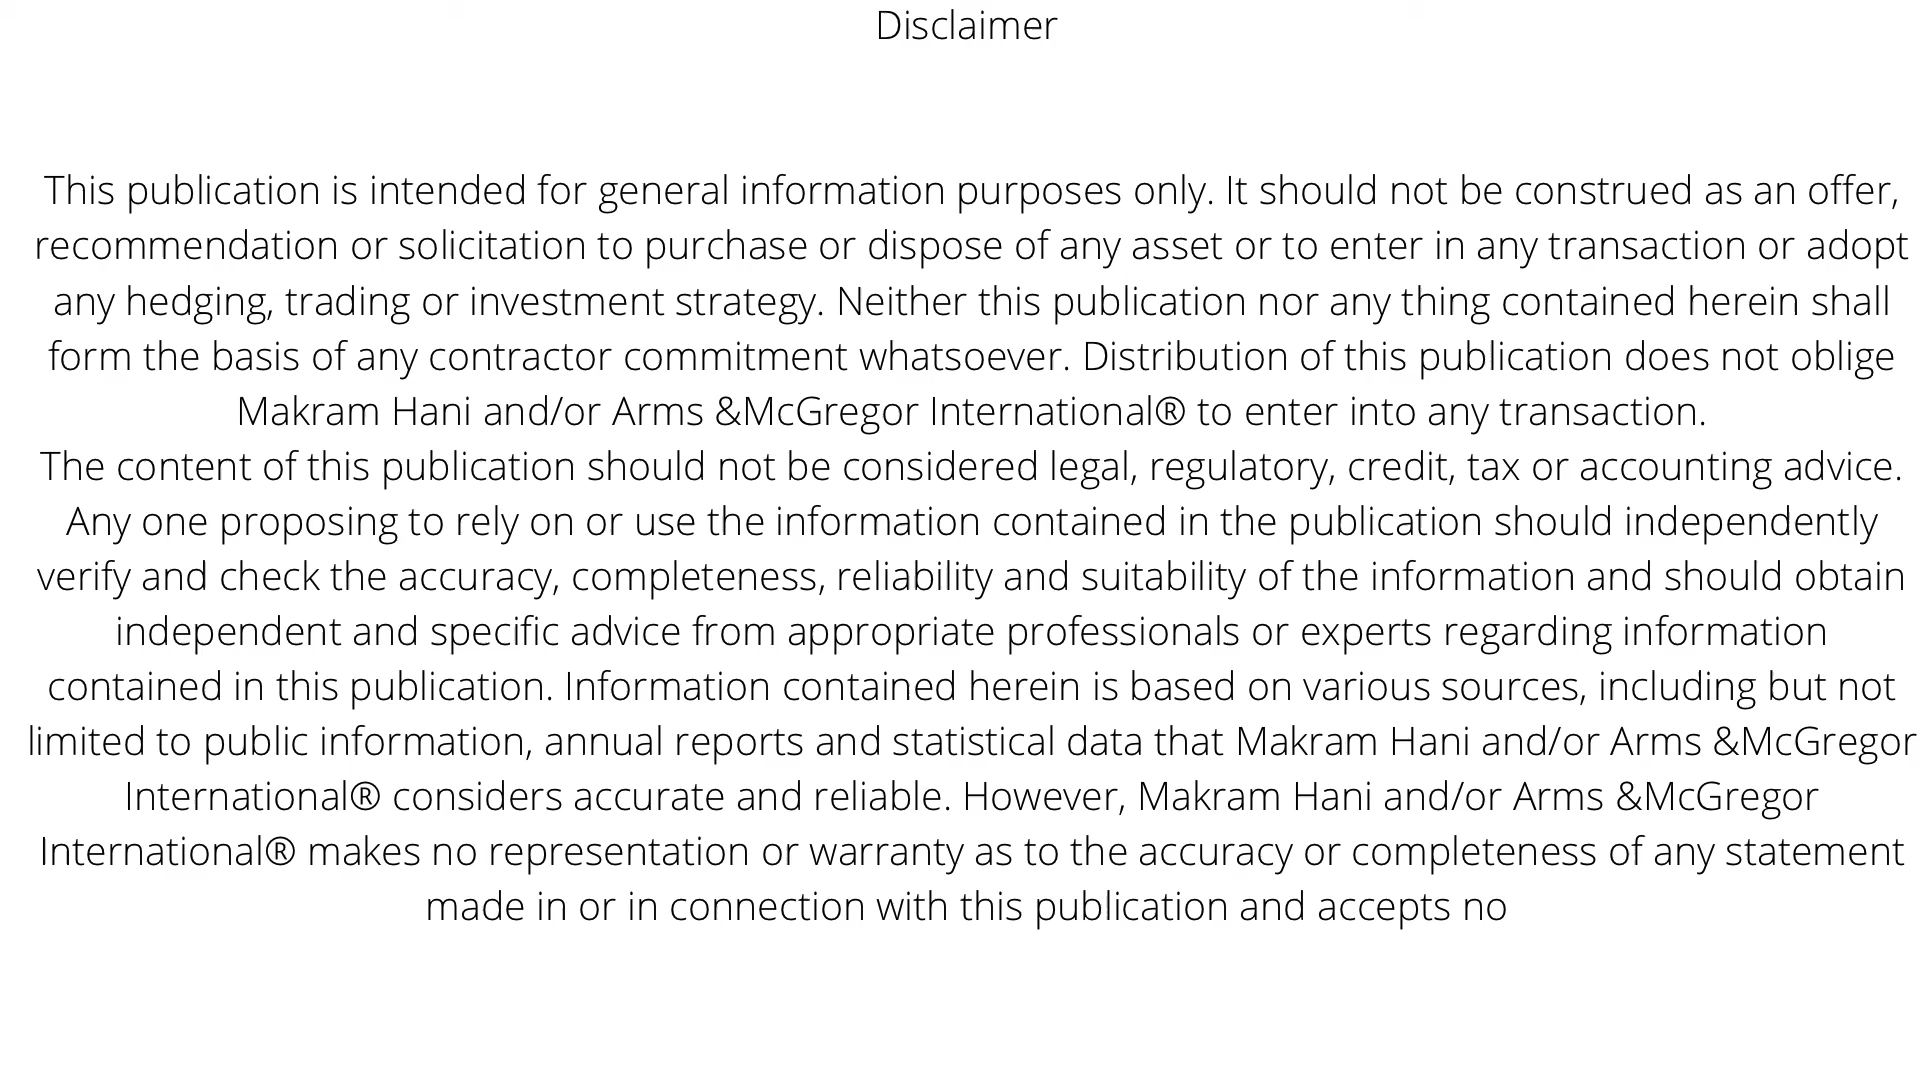 Disclaimer
This publication is intended for general information purposes only. It should not be construed as an offer,
recommendation or solicitation to purchase or dispose of any asset or to enter in any transaction or adopt
any hedging, trading or investment strategy. Neither this publication nor any thing contained herein shall
form the basis of any contractor commitment whatsoever. Distribution of this publication does not oblige
Makram Hani and/or Arms &McGregor International® to enter into any transaction.
The content of this publication should not be considered legal, regulatory, credit, tax or accounting advice.
Any one proposing to rely on or use the information contained in the publication should independently
verify and check the accuracy, completeness, reliability and suitability of the information and should obtain
independent and specific advice from appropriate professionals or experts regarding information
contained in this publication. Information contained herein is based on various sources, including but not
limited to public information, annual reports and statistical data that Makram Hani and/or Arms &McGregor
International® considers accurate and reliable. However, Makram Hani and/or Arms &McGregor
International® makes no representation or warranty as to the accuracy or completeness of any statement
made in or in connection with this publication and accepts no